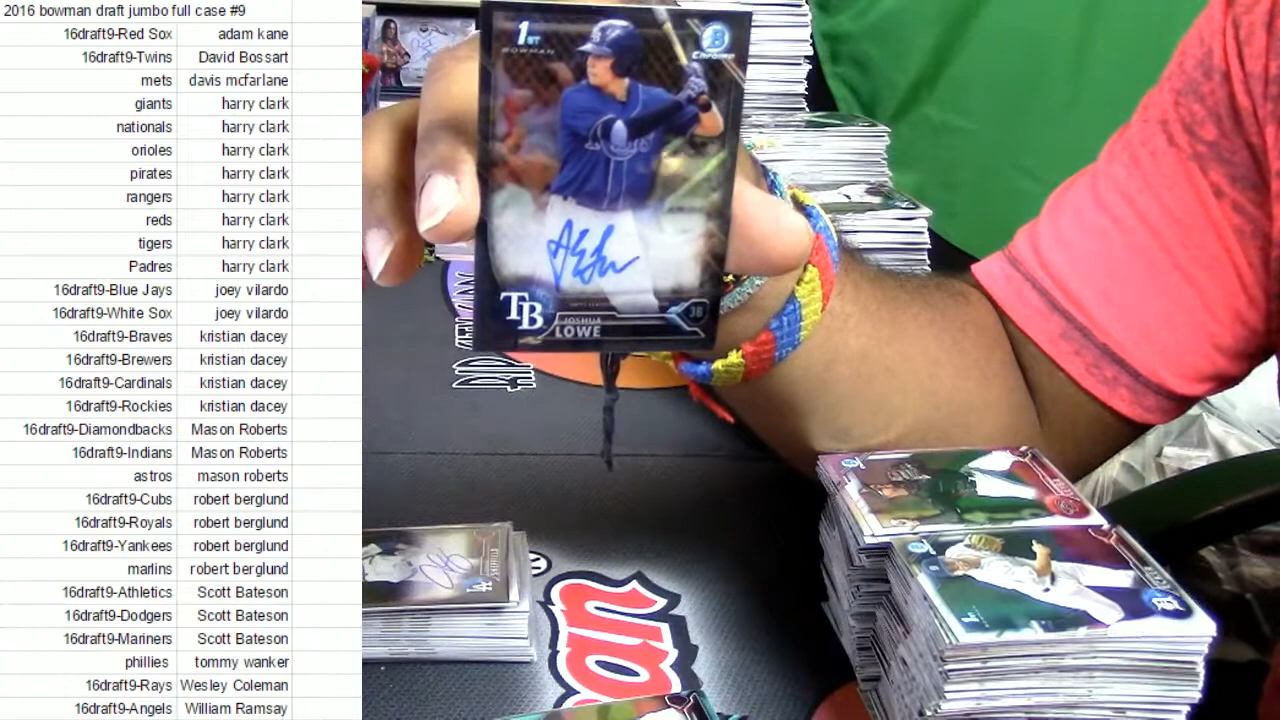 2016 bowman draft jumbo full case #9
16draft9-Red Sox adam kane
16draft9-Twins David Bossart
mets davis mcfarlane
giants harry clark
nationals harry clark
orioles harry clark
pirates harry clark
rangers harry clark
reds harry clark
tigers harry clark
Padres harry clark
16draft9-Blue Jays joey vilardo
16draft9-White Sox joey vilardo
16draft9-Braves kristian dacey
16draft9-Brewers kristian dacey
16draft9-Cardinals kristian dacey
16draft9-Rockies kristian dacey
16draft9-Diamondbacks Mason Roberts
16draft9-Indians Mason Roberts
astros mason roberts
16draft9-Cubs robert berglund
16draft9-Royals robert berglund
16draft9-Yankees robert berglund
marlins robert berglund
16draft9-Athletics Scott Bateson
16draft9-Dodgers Scott Bateson
16draft9-Mariners Scott Bateson
phillies tommy wanker
16draft9-Rays Wesley Coleman
16draft9-Angels William Ramsay
1ST
BOWMAN
B
Chrome
TB
JOSHUA
LOWE
3B
RIP
SHEFFIELD
LA